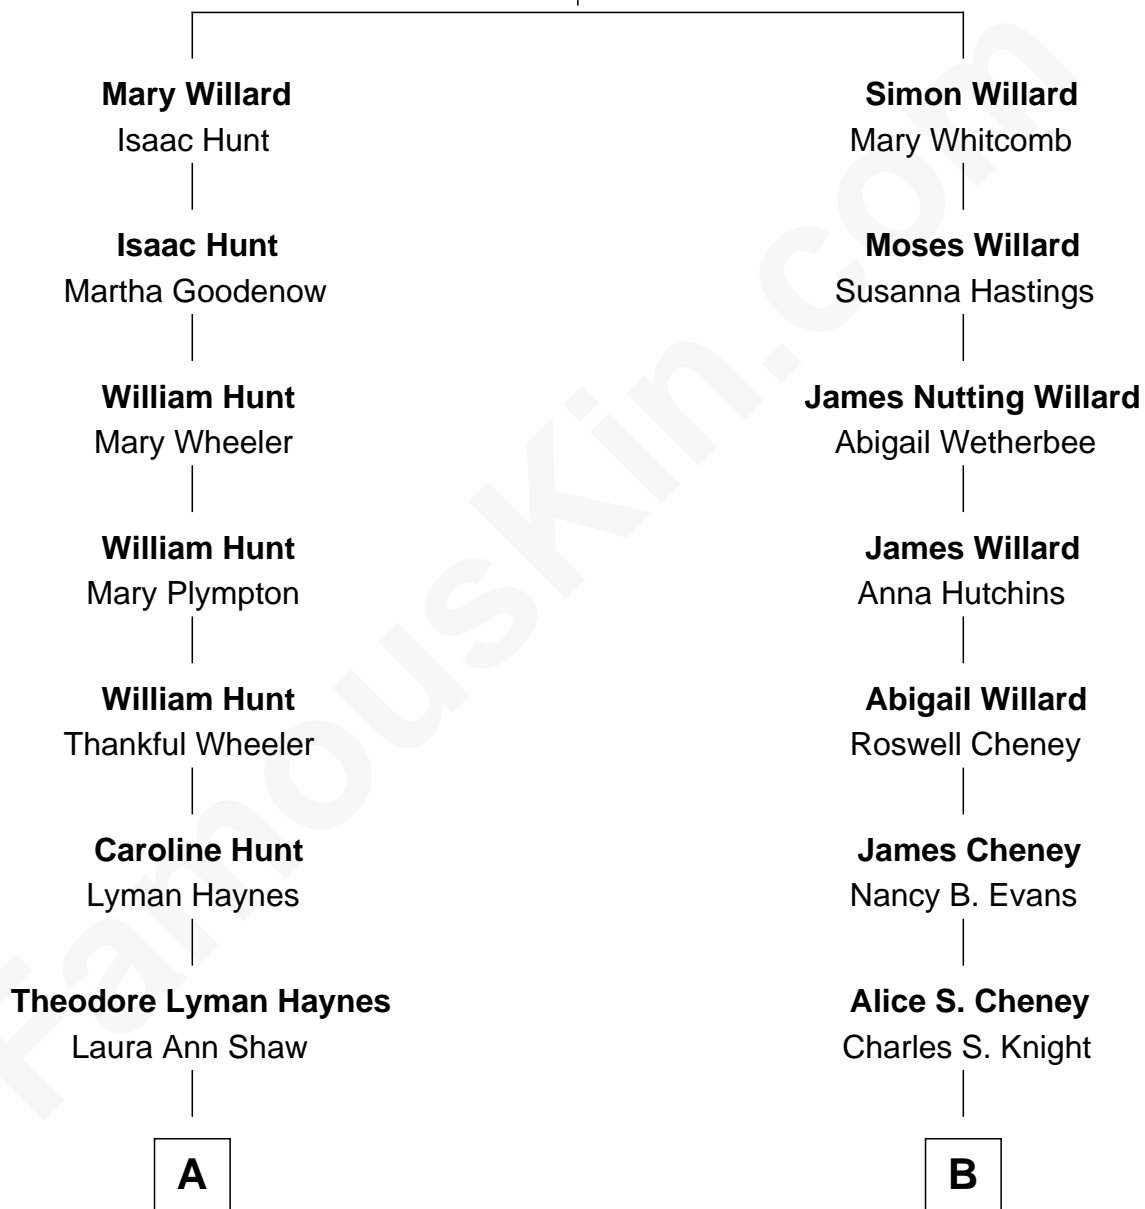 Mary Willard
Isaac Hunt
Isaac Hunt
Martha Goodenow
William Hunt
Mary Wheeler
William Hunt
Mary Plympton
William Hunt
Thankful Wheeler
Caroline Hunt
Lyman Haynes
Theodore Lyman Haynes
Laura Ann Shaw
A
Simon Willard
Mary Whitcomb
Moses Willard
Susanna Hastings
James Nutting Willard
Abigail Wetherbee
James Willard
Anna Hutchins
Abigail Willard
Roswell Cheney
James Cheney
Nancy B. Evans
Alice S. Cheney
Charles S. Knight
B
FamousKin.com